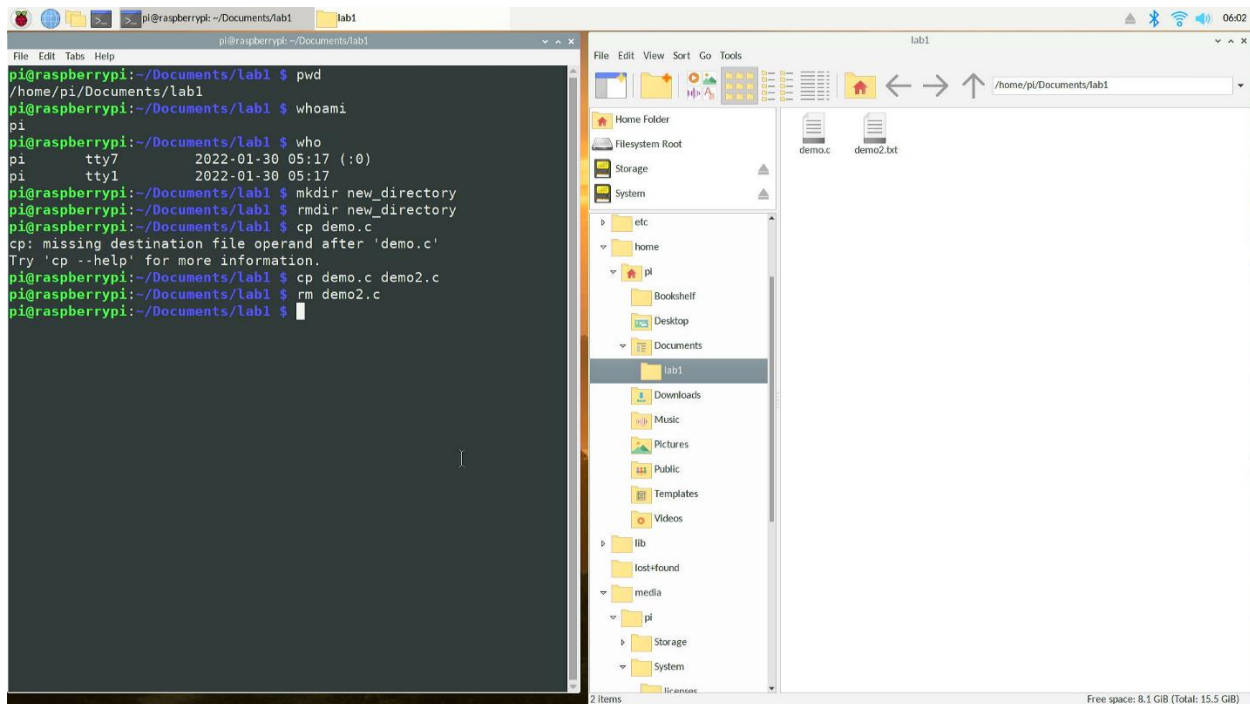 pi@raspberrypi: ~/Documents/lab1
lab1
06:02
pi@raspberrypi: ~/Documents/lab1
File Edit Tabs Help
pi@raspberrypi:~/Documents/lab1 $ pwd
/home/pi/Documents/lab1
pi@raspberrypi:~/Documents/lab1 $ whoami
pi
pi@raspberrypi:~/Documents/lab1 $ who
pi       tty7         2022-01-30 05:17 (:0)
pi       tty1         2022-01-30 05:17
pi@raspberrypi:~/Documents/lab1 $ mkdir new_directory
pi@raspberrypi:~/Documents/lab1 $ rmdir new_directory
pi@raspberrypi:~/Documents/lab1 $ cp demo.c
cp: missing destination file operand after 'demo.c'
Try 'cp --help' for more information.
pi@raspberrypi:~/Documents/lab1 $ cp demo.c demo2.c
pi@raspberrypi:~/Documents/lab1 $ rm demo2.c
pi@raspberrypi:~/Documents/lab1 $
lab1
File Edit View Sort Go Tools
/home/pi/Documents/lab1
Home Folder
Filesystem Root
Storage
System
etc
home
pi
Bookshelf
Desktop
Documents
lab1
Downloads
Music
Pictures
Public
Templates
Videos
lib
lost+found
media
pi
Storage
System
licenses
demo.c
demo2.txt
2 items
Free space: 8.1 GiB (Total: 15.5 GiB)